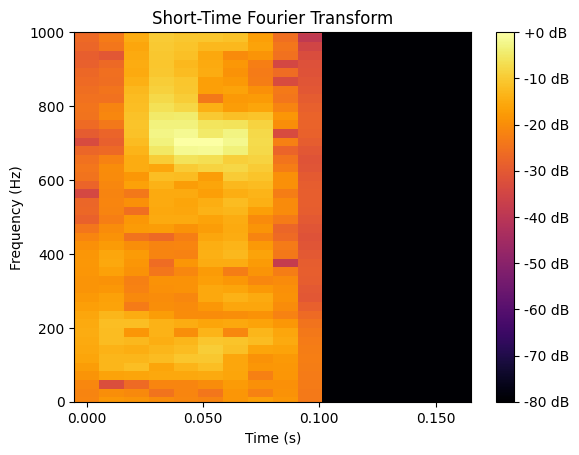 Short-Time Fourier Transform
1000
800
600
400
200
0
Frequency (Hz)
0.000
0.050
0.100
0.150
Time (s)
+0 dB
-10 dB
-20 dB
-30 dB
-40 dB
-50 dB
-60 dB
-70 dB
-80 dB